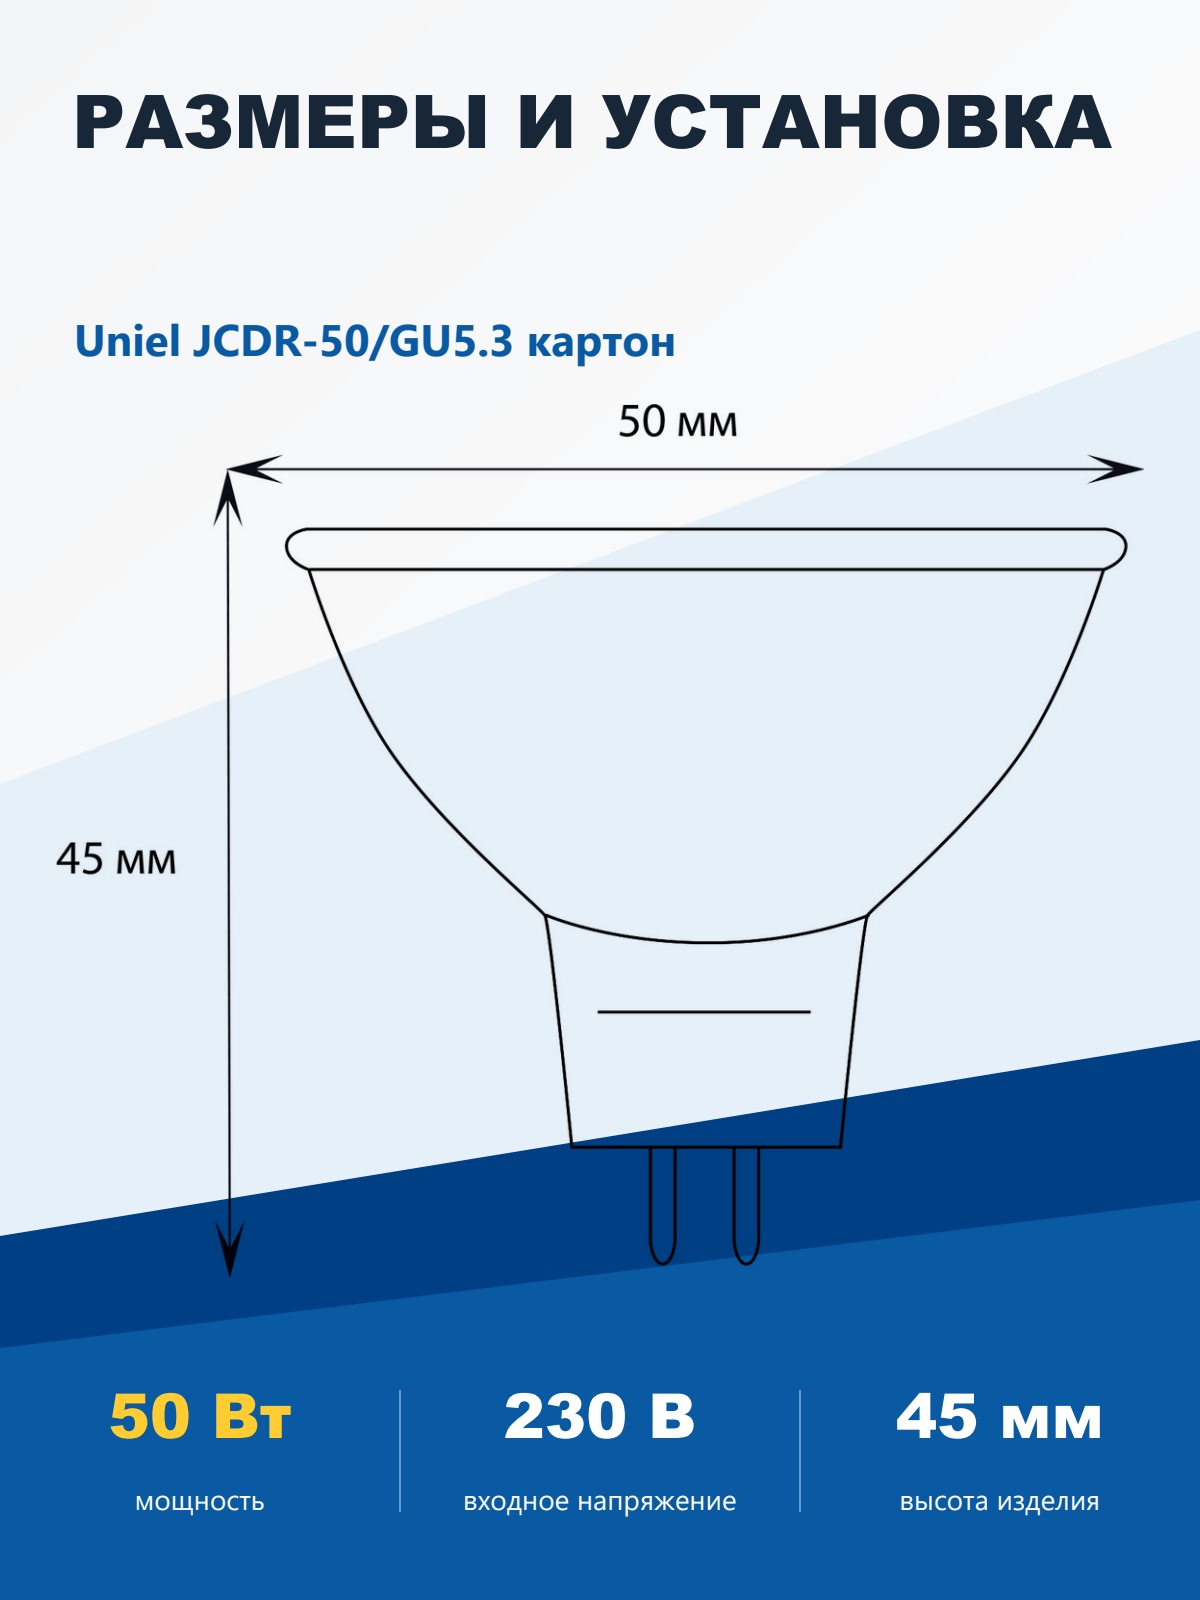 РАЗМЕРЫ И УСТАНОВКА
Uniel JCDR-50/GU5.3 картон
50 мм
45 мм
50 Вт
230 В
45 мм
мощность
входное напряжение
высота изделия